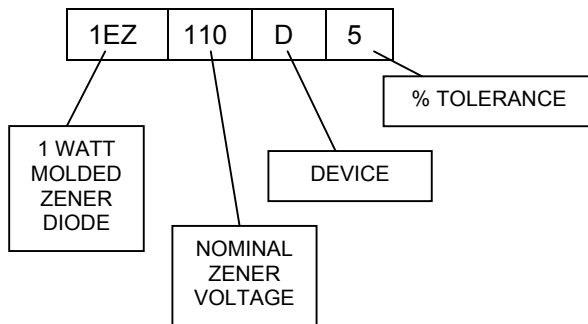 1EZ 110 D 5
% TOLERANCE
1 WATT
MOLDED
ZENER
DIODE
DEVICE
NOMINAL
ZENER
VOLTAGE